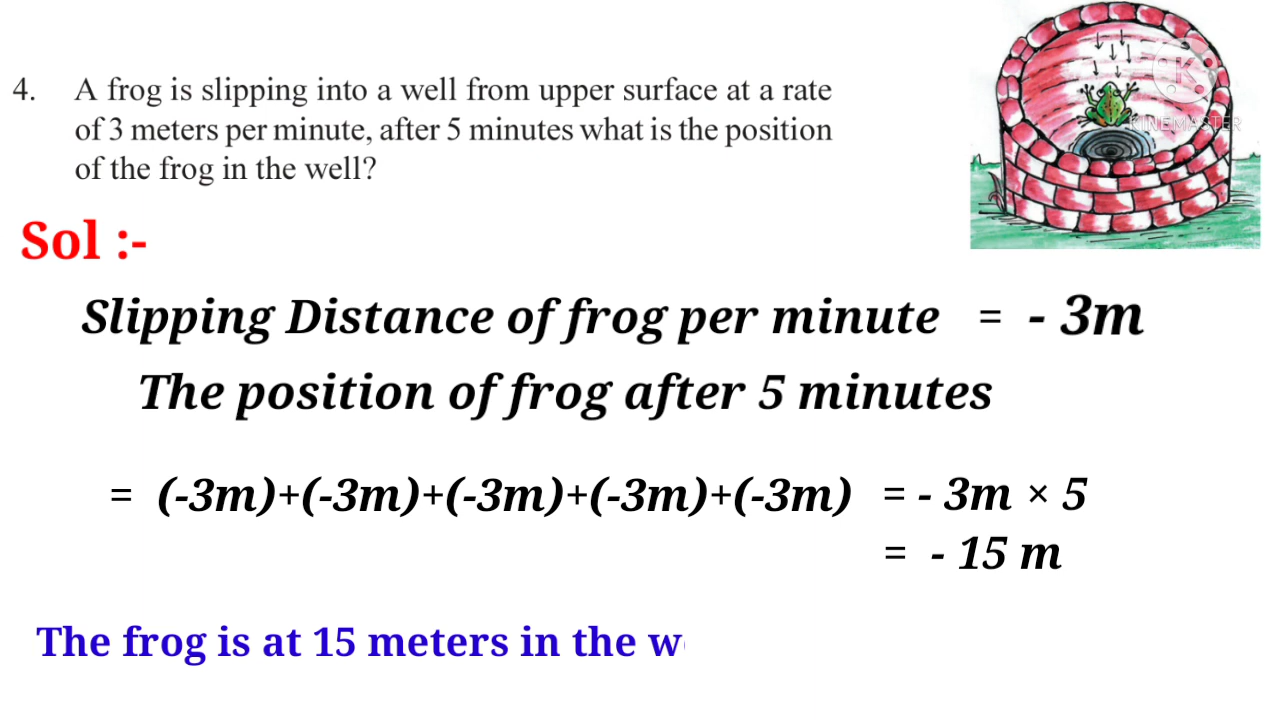 4. A frog is slipping into a well from upper surface at a rate
of 3 meters per minute, after 5 minutes what is the position
of the frog in the well?
KINEMASTER
Sol :-
Slipping Distance of frog per minute = - 3m
The position of frog after 5 minutes
= (-3m)+(-3m)+(-3m)+(-3m)+(-3m) = - 3m × 5
= - 15 m
The frog is at 15 meters in the w